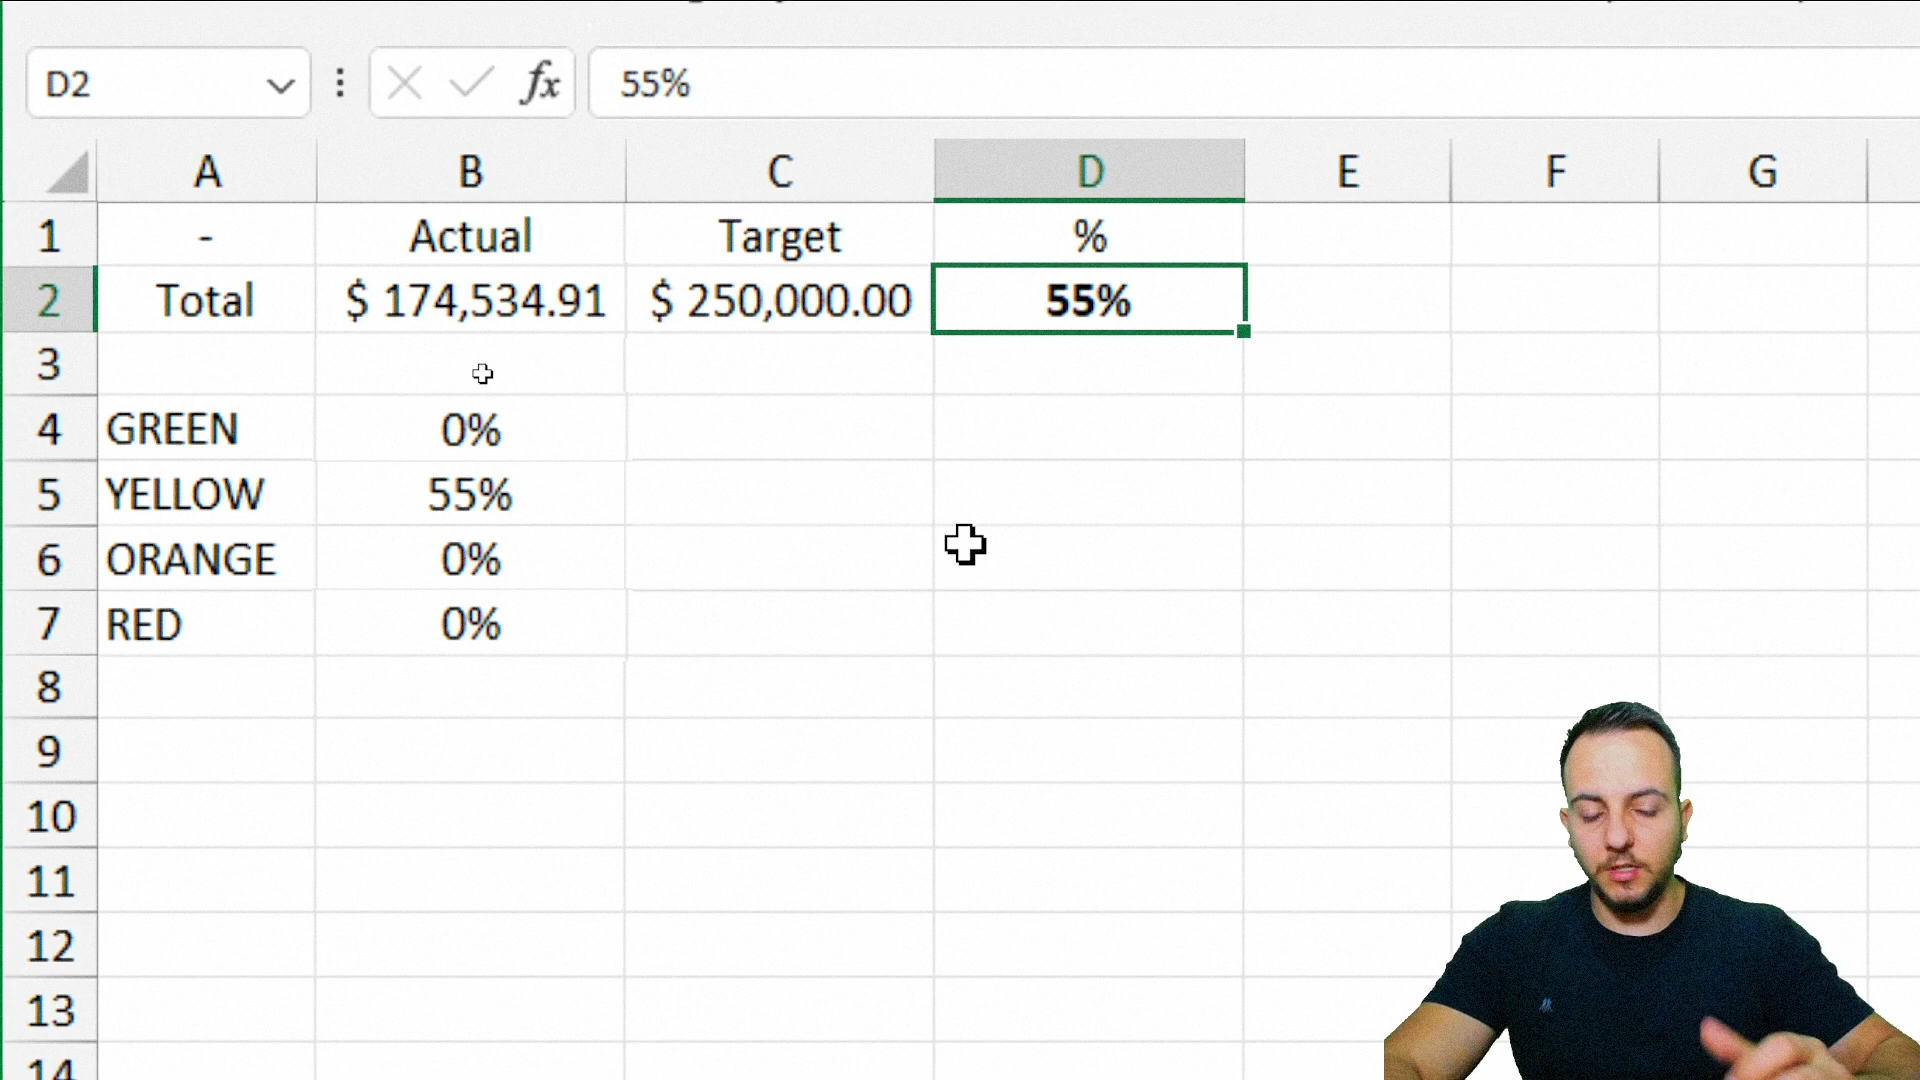 D2 fx 55%
A B C D E F G
1 - Actual Target %
2 Total $ 174,534.91 $ 250,000.00 55%
3
4 GREEN 0%
5 YELLOW 55%
6 ORANGE 0%
7 RED 0%
8
9
10
11
12
13
14